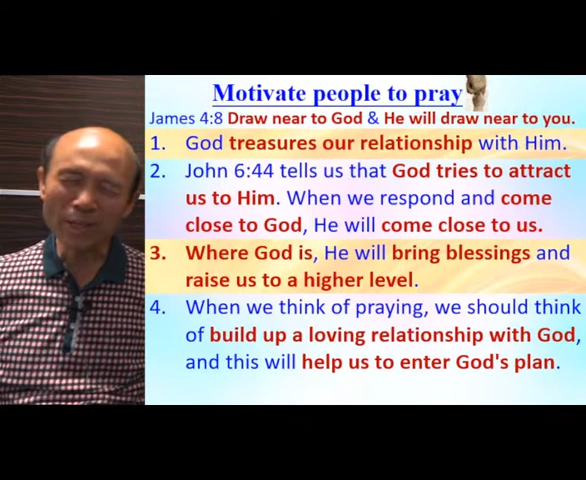 Motivate people to pray
James 4:8 Draw near to God & He will draw near to you.
1. God treasures our relationship with Him.
2. John 6:44 tells us that God tries to attract
us to Him. When we respond and come
close to God, He will come close to us.
3. Where God is, He will bring blessings and
raise us to a higher level.
4. When we think of praying, we should think
of build up a loving relationship with God,
and this will help us to enter God's plan.